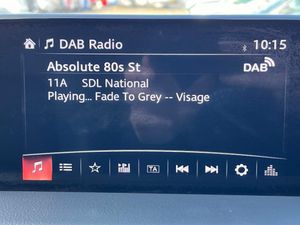 DAB Radio 10:15
Absolute 80s St DAB
11A SDL National
Playing... Fade To Grey -- Visage
TA